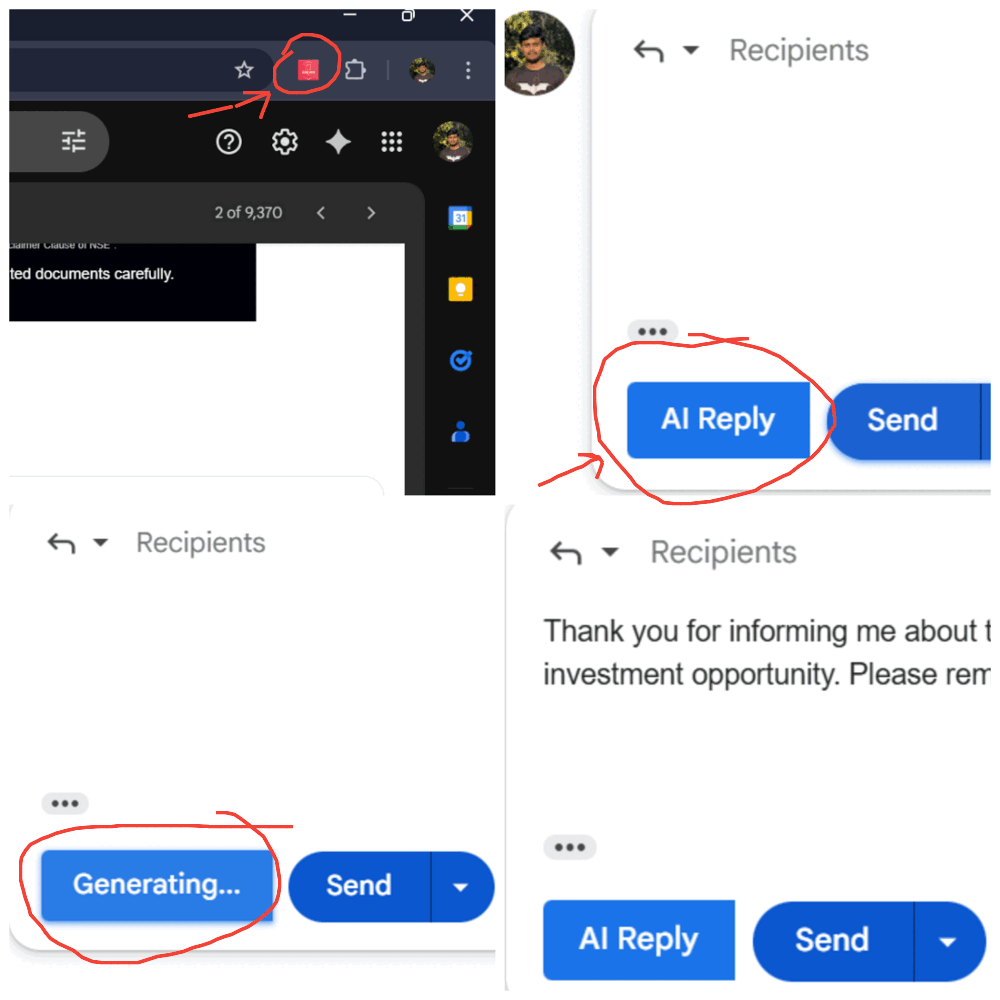 2 of 9,370
claimer Clause of NSE".
ted documents carefully.
31
Recipients
AI Reply
Send
Recipients
Generating...
Send
Recipients
Thank you for informing me about t
investment opportunity. Please rem
AI Reply
Send